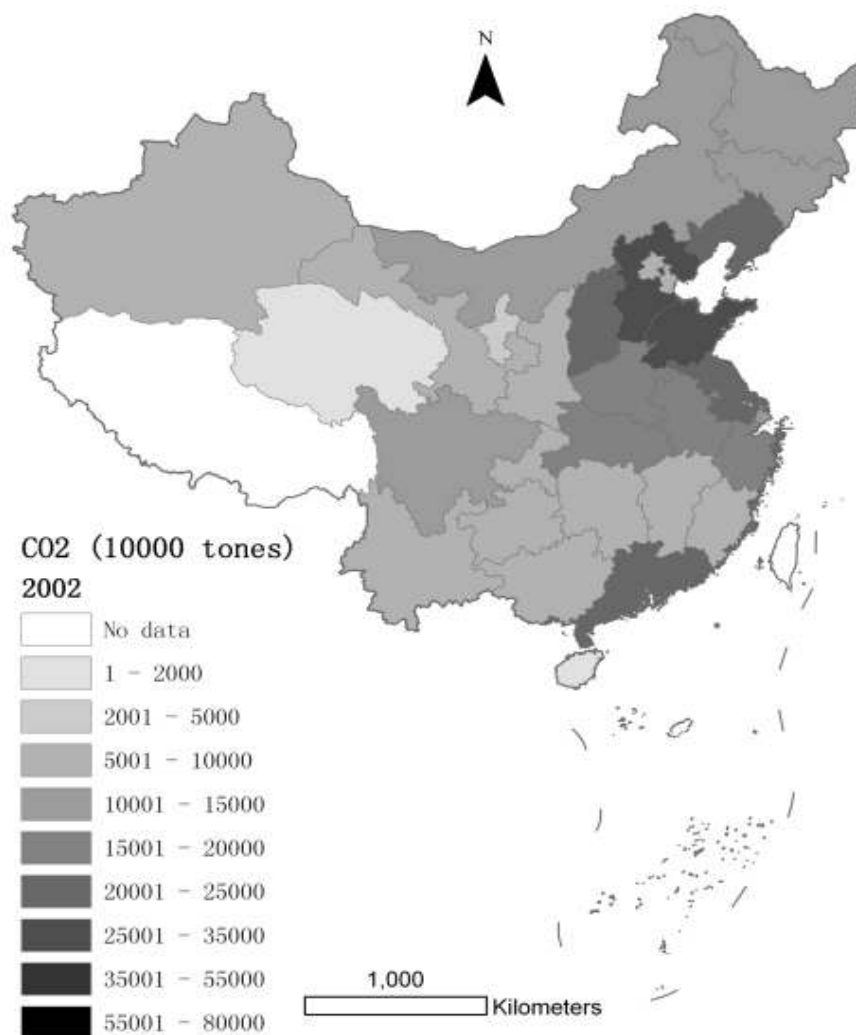 N
CO2 (10000 tones)
2002
No data
1 - 2000
2001 - 5000
5001 - 10000
10001 - 15000
15001 - 20000
20001 - 25000
25001 - 35000
35001 - 55000
55001 - 80000
1,000
Kilometers